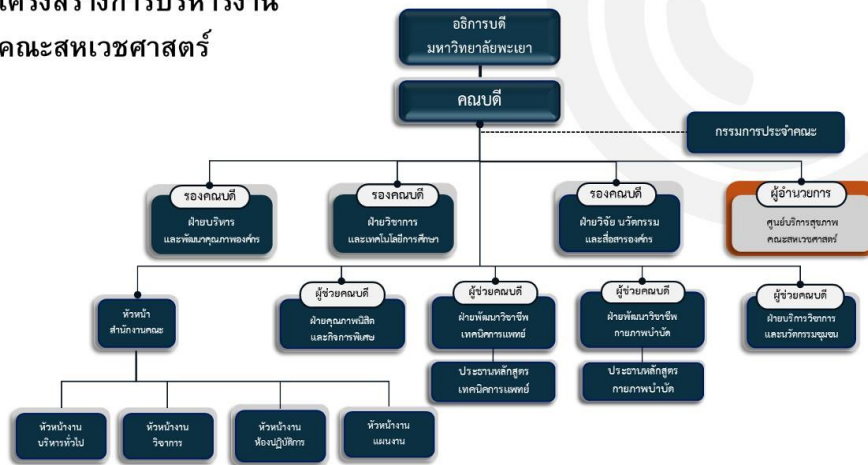 โครงสร้างการบริหารงาน
คณะสหเวชศาสตร์
อธิการบดี
มหาวิทยาลัยพะเยา
คณบดี
กรรมการประจำคณะ
รองคณบดี
ฝ่ายบริหาร
และพัฒนาคุณภาพองค์กร
รองคณบดี
ฝ่ายวิชาการ
และเทคโนโลยีการศึกษา
รองคณบดี
ฝ่ายวิจัย นวัตกรรม
และสื่อสารองค์กร
ผู้อำนวยการ
ศูนย์บริการสุขภาพ
คณะสหเวชศาสตร์
หัวหน้า
สำนักงานคณะ
ผู้ช่วยคณบดี
ฝ่ายคุณภาพนิสิต
และกิจการพิเศษ
ผู้ช่วยคณบดี
ฝ่ายพัฒนาวิชาชีพ
เทคนิคการแพทย์
ผู้ช่วยคณบดี
ฝ่ายพัฒนาวิชาชีพ
กายภาพบำบัด
ผู้ช่วยคณบดี
ฝ่ายบริการวิชาการ
และนวัตกรรมชุมชน
ประธานหลักสูตร
เทคนิคการแพทย์
ประธานหลักสูตร
กายภาพบำบัด
หัวหน้างาน
บริหารทั่วไป
หัวหน้างาน
วิชาการ
หัวหน้างาน
ห้องปฏิบัติการ
หัวหน้างาน
แผนงาน